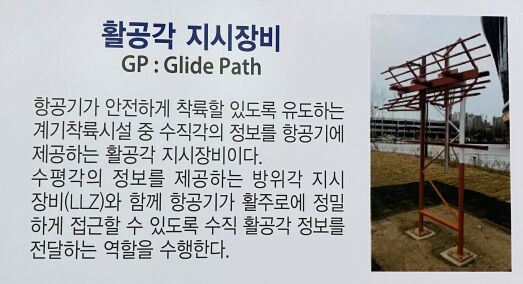 활공각 지시장비
GP : Glide Path
항공기가 안전하게 착륙할 있도록 유도하는
계기착륙시설 중 수직각의 정보를 항공기에
제공하는 활공각 지시장비이다.
수평각의 정보를 제공하는 방위각 지시
장비(LLZ)와 함께 항공기가 활주로에 정밀
하게 접근할 수 있도록 수직 활공각 정보를
전달하는 역할을 수행한다.